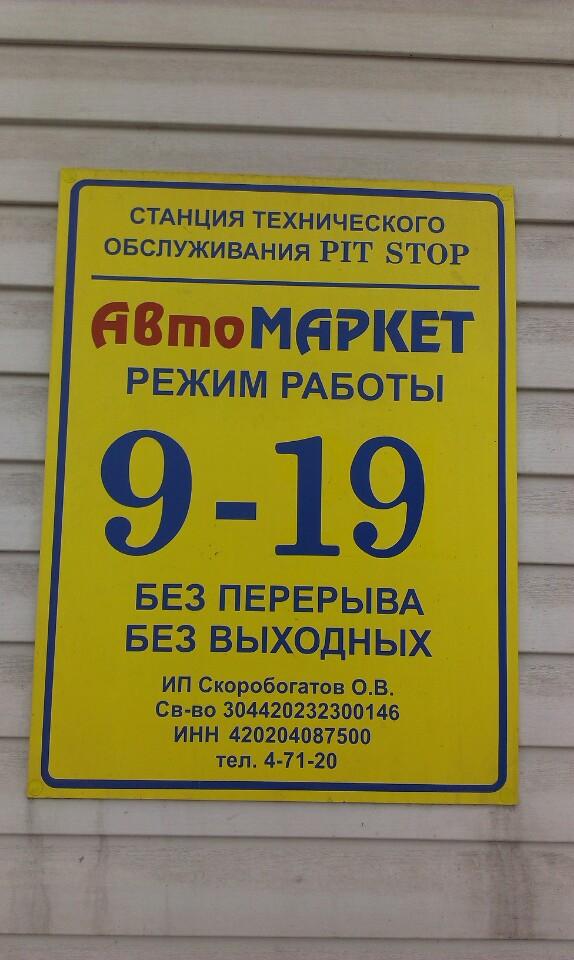 СТАНЦИЯ ТЕХНИЧЕСКОГО
ОБСЛУЖИВАНИЯ PIT STOP
АвтоМАРКЕТ
РЕЖИМ РАБОТЫ
9-19
БЕЗ ПЕРЕРЫВА
БЕЗ ВЫХОДНЫХ
ИП Скоробогатов О.В.
Св-во 304420232300146
ИНН 420204087500
тел. 4-71-20